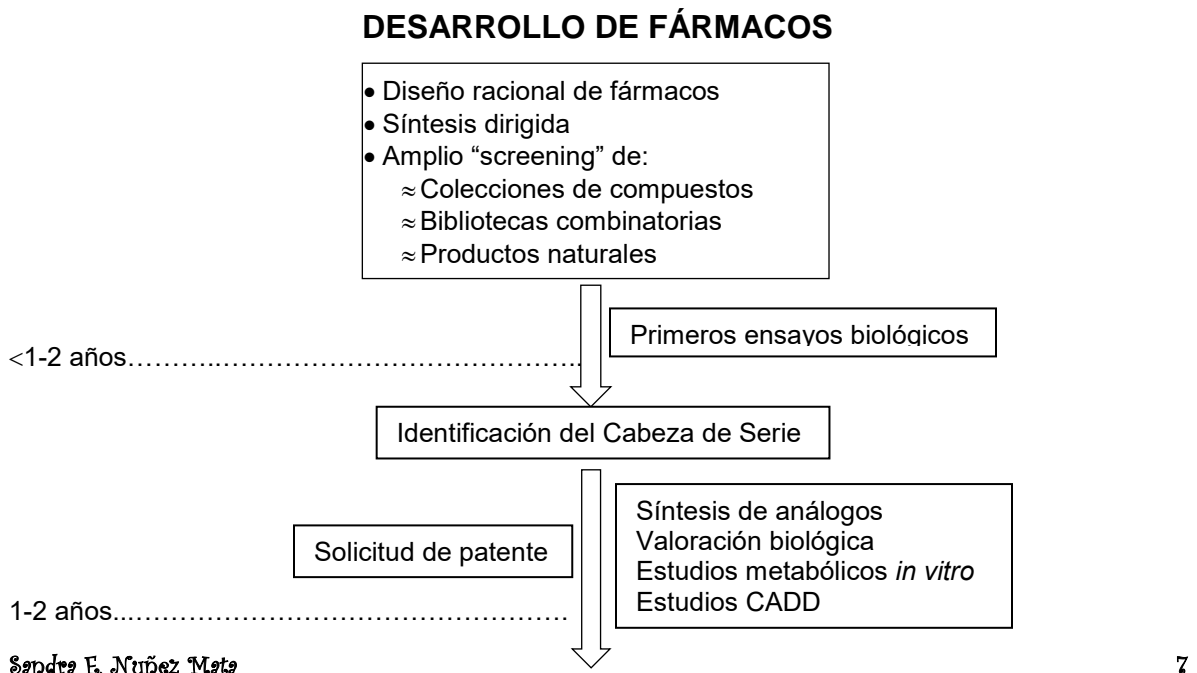 DESARROLLO DE FÁRMACOS
• Diseño racional de fármacos
• Síntesis dirigida
• Amplio “screening” de:
≈ Colecciones de compuestos
≈ Bibliotecas combinatorias
≈ Productos naturales
Primeros ensayos biológicos
<1-2 años………..…………………………………..
Identificación del Cabeza de Serie
Síntesis de análogos
Valoración biológica
Estudios metabólicos in vitro
Estudios CADD
Solicitud de patente
1-2 años...………………………………………….
Sandra F. Nuñez Mata
7